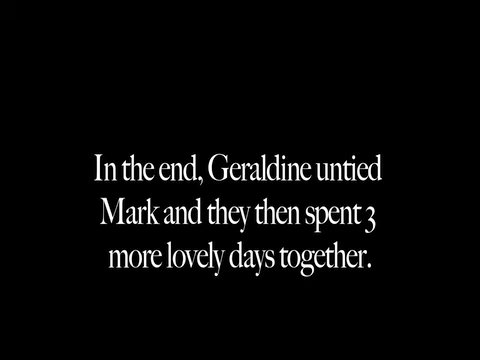 In the end, Geraldine untied
Mark and they then spent 3
more lovely days together.